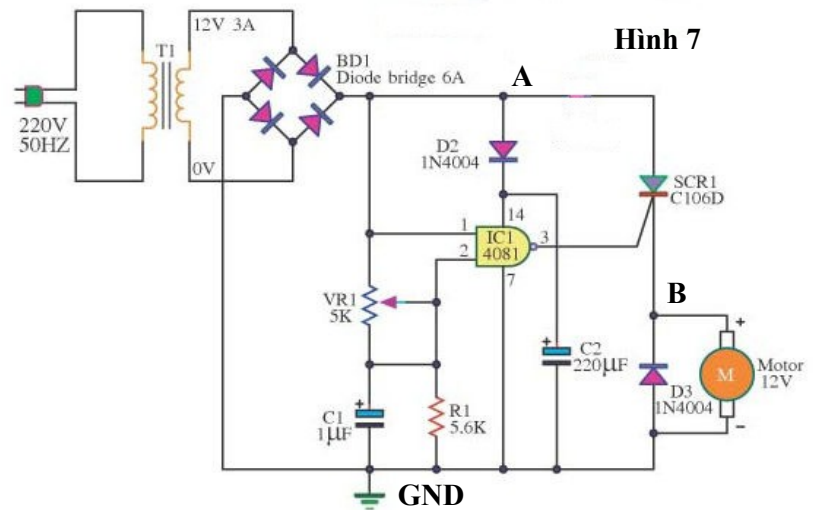 12V 3A
Hình 7
T1
BD1
Diode bridge 6A
A
220V
50HZ
0V
D2
1N4004
SCR1
C106D
14
1
2
IC1
4081
3
7
VR1
5K
B
+
M
Motor
12V
-
+
C2
220µF
D3
1N4004
+
C1
1µF
R1
5.6K
GND